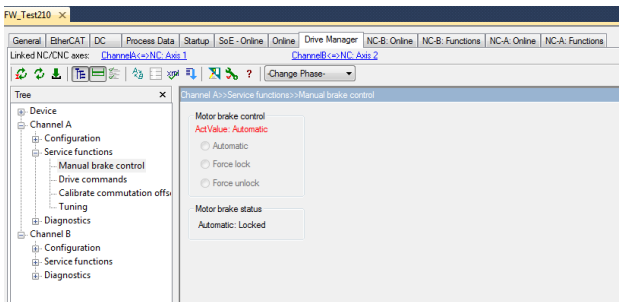 FW_Test210
General EtherCAT DC Process Data Startup SoE - Online Online Drive Manager NC-B: Online NC-B: Functions NC-A: Online NC-A: Functions
Linked NC/CNC axes: ChannelA<=>NC: Axis 1 ChannelB<=>NC: Axis 2
-Change Phase-
Tree Channel A>>Service functions>>Manual brake control
Device
Channel A
Configuration
Service functions
Manual brake control
Drive commands
Calibrate commutation offs
Tuning
Diagnostics
Channel B
Configuration
Service functions
Diagnostics
Motor brake control
ActValue: Automatic
Automatic
Force lock
Force unlock
Motor brake status
Automatic: Locked